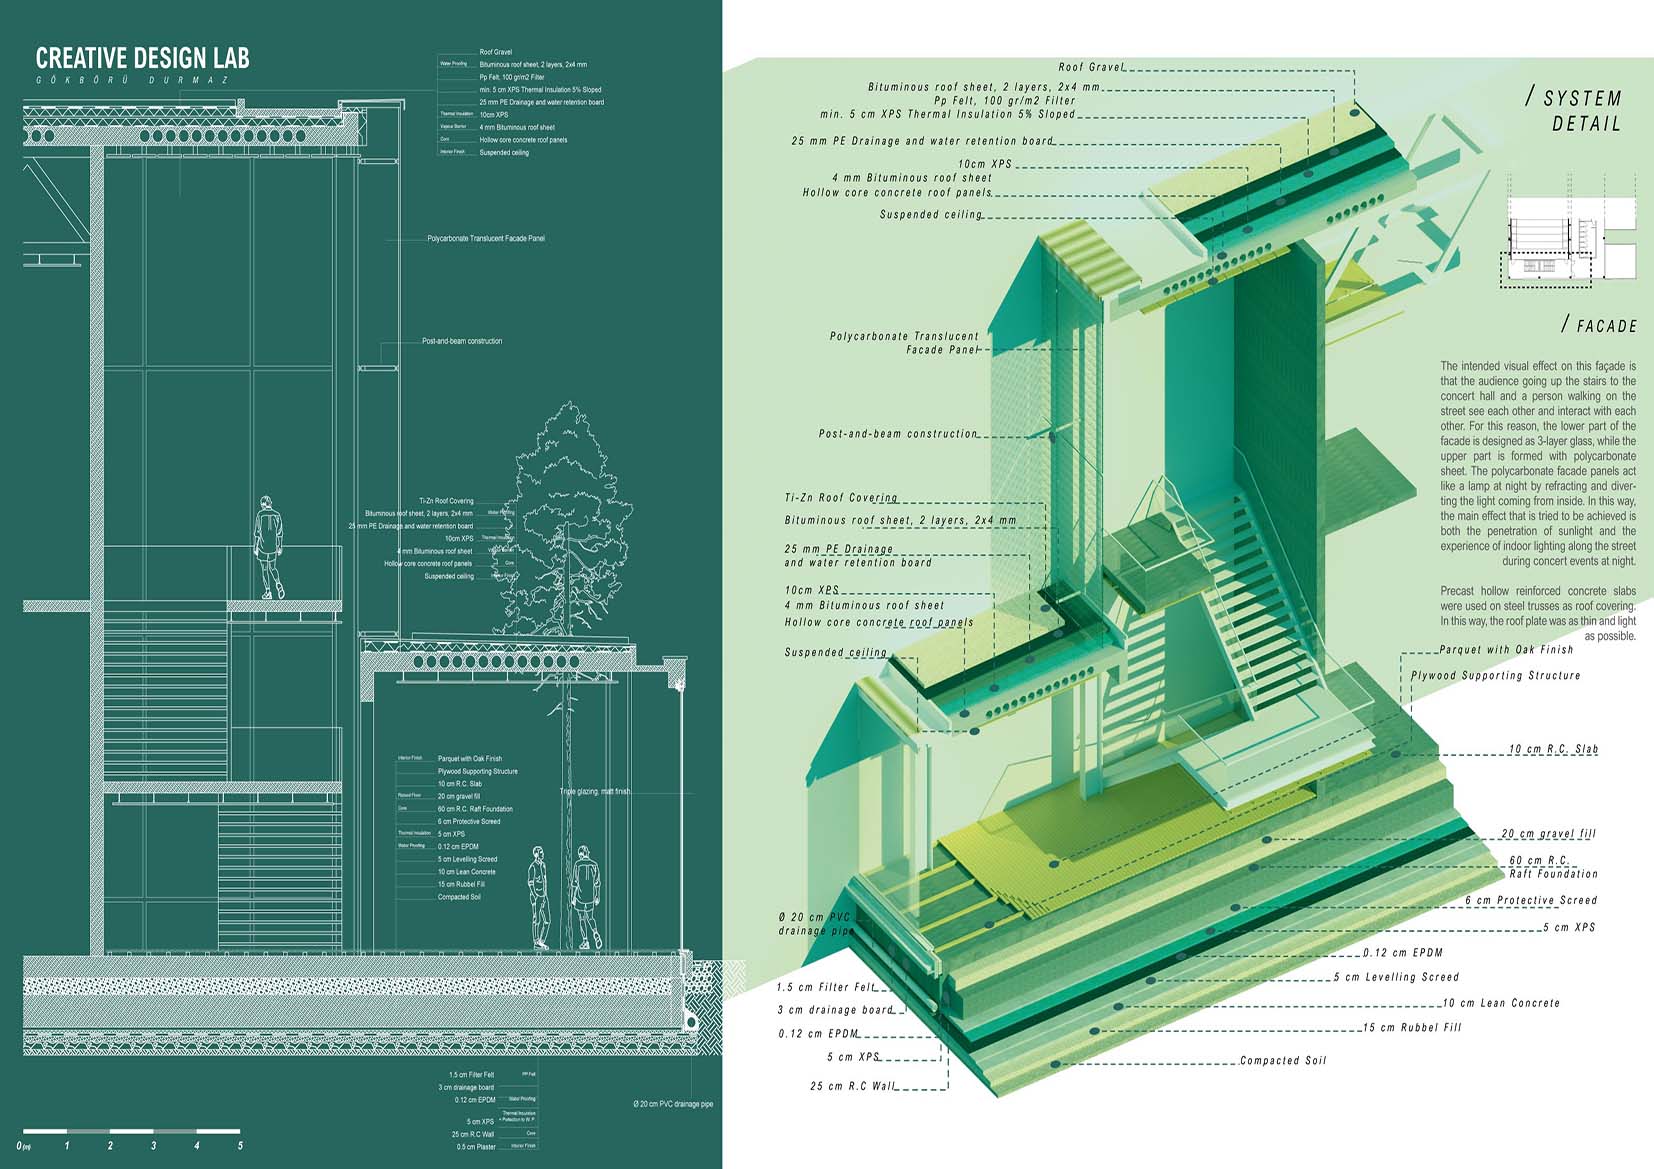 CREATIVE DESIGN LAB
GÖKBÖRÜ DURMAZ
Roof Gravel
Water Proofing Bituminous roof sheet, 2 layers, 2x4 mm
Pp Felt, 100 gr/m2 Filter
min. 5 cm XPS Thermal Insulation 5% Sloped
25 mm PE Drainage and water retention board
Thermal Insulation 10cm XPS
Vapour Barrier 4 mm Bituminous roof sheet
Core Hollow core concrete roof panels
Interior Finish Suspended ceiling
Polycarbonate Translucent Facade Panel
Post-and-beam construction
Ti-Zn Roof Covering
Bituminous roof sheet, 2 layers, 2x4 mm Water Proofing
25 mm PE Drainage and water retention board
10cm XPS Thermal Insulation
4 mm Bituminous roof sheet
Hollow core concrete roof panels Core
Suspended ceiling Interior Finish
Interior Finish Parquet with Oak Finish
Plywood Supporting Structure
10 cm R.C. Slab
Raised Floor 20 cm gravel fill
Core 60 cm R.C. Raft Foundation
6 cm Protective Screed
Thermal Insulation 5 cm XPS
Water Proofing 0.12 cm EPDM
5 cm Levelling Screed
10 cm Lean Concrete
15 cm Rubbel Fill
Compacted Soil
Triple glazing, matt finish
1.5 cm Filter Felt PP Felt
3 cm drainage board
0.12 cm EPDM Water Proofing
Thermal Insulation
+ Protection to W. P.
5 cm XPS
25 cm R.C Wall Core
0.5 cm Plaster Interior Finish
Ø 20 cm PVC drainage pipe
0 (m) 1 2 3 4 5
Roof Gravel
Bituminous roof sheet, 2 layers, 2x4 mm
Pp Felt, 100 gr/m2 Filter
min. 5 cm XPS Thermal Insulation 5% Sloped
25 mm PE Drainage and water retention board
10cm XPS
4 mm Bituminous roof sheet
Hollow core concrete roof panels
Suspended ceiling
Polycarbonate Translucent
Facade Panel
Post-and-beam construction
Ti-Zn Roof Covering
Bituminous roof sheet, 2 layers, 2x4 mm
25 mm PE Drainage
and water retention board
10cm XPS
4 mm Bituminous roof sheet
Hollow core concrete roof panels
Suspended ceiling
Ø 20 cm PVC
drainage pipe
1.5 cm Filter Felt
3 cm drainage board
0.12 cm EPDM
5 cm XPS
25 cm R.C Wall
/ SYSTEM
DETAIL
/ FACADE
The intended visual effect on this façade is
that the audience going up the stairs to the
concert hall and a person walking on the
street see each other and interact with each
other. For this reason, the lower part of the
facade is designed as 3-layer glass, while the
upper part is formed with polycarbonate
sheet. The polycarbonate facade panels act
like a lamp at night by refracting and diver-
ting the light coming from inside. In this way,
the main effect that is tried to be achieved is
both the penetration of sunlight and the
experience of indoor lighting along the street
during concert events at night.
Precast hollow reinforced concrete slabs
were used on steel trusses as roof covering.
In this way, the roof plate was as thin and light
as possible.
Parquet with Oak Finish
Plywood Supporting Structure
10 cm R.C. Slab
20 cm gravel fill
60 cm R.C.
Raft Foundation
6 cm Protective Screed
5 cm XPS
0.12 cm EPDM
5 cm Levelling Screed
10 cm Lean Concrete
15 cm Rubbel Fill
Compacted Soil